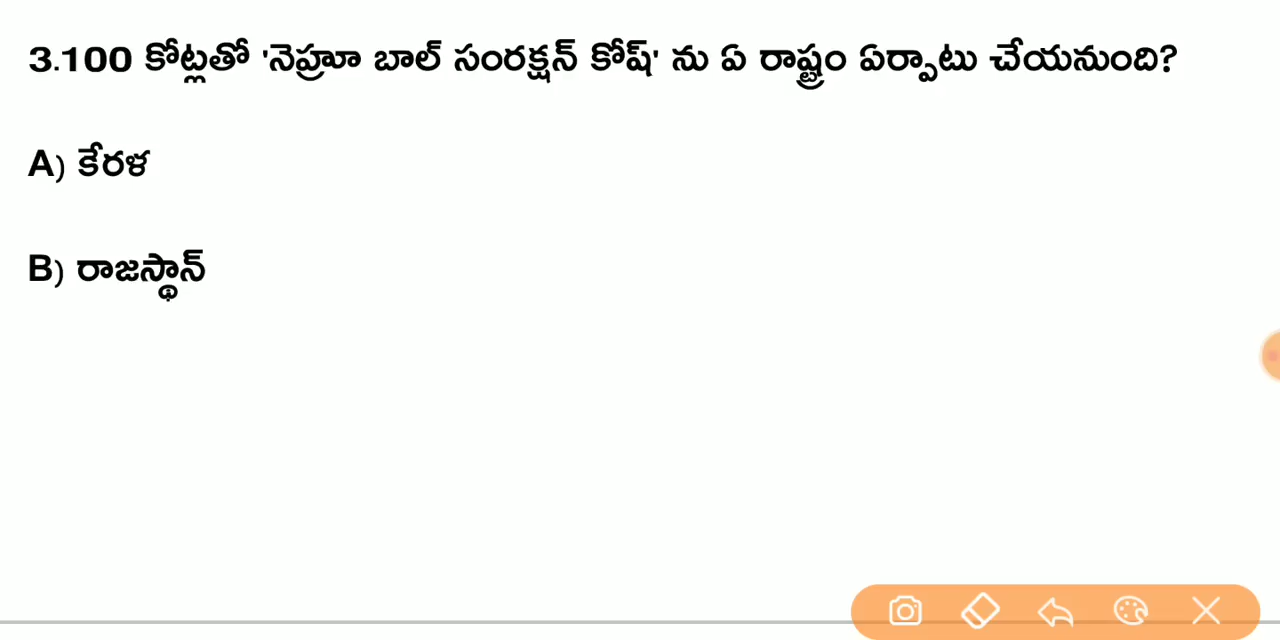 3.100 కోట్లతో 'నెహ్రూ బాల్ సంరక్షన్ కోష్' ను ఏ రాష్ట్రం ఏర్పాటు చేయనుంది?
A) కేరళ
B) రాజస్థాన్